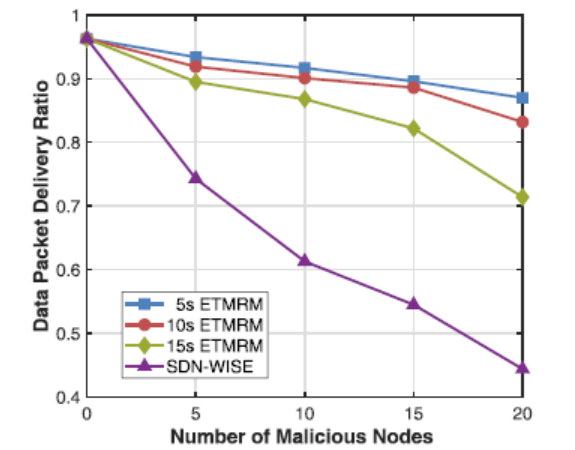 Data Packet Delivery Ratio
1
0.9
0.8
0.7
0.6
0.5
0.4
5s ETMRM
10s ETMRM
15s ETMRM
SDN-WISE
0 5 10 15 20
Number of Malicious Nodes